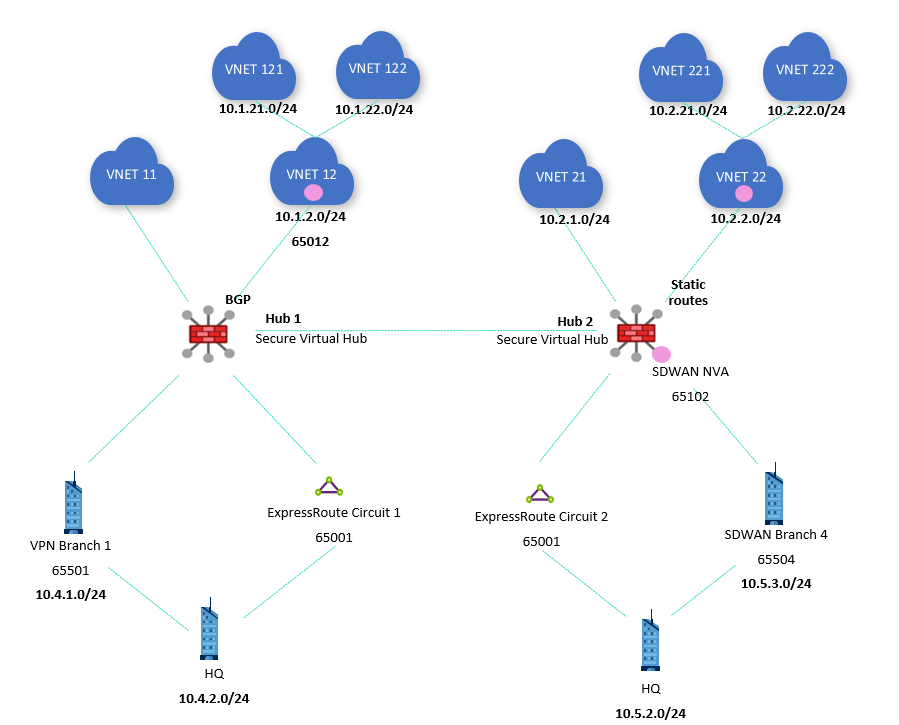 VNET 121
VNET 122
VNET 221
VNET 222
10.1.21.0/24
10.1.22.0/24
10.2.21.0/24
10.2.22.0/24
VNET 11
VNET 12
VNET 21
VNET 22
10.1.2.0/24
10.2.1.0/24
10.2.2.0/24
65012
Static
routes
BGP
Hub 1
Hub 2
Secure Virtual Hub
Secure Virtual Hub
SDWAN NVA
65102
ExpressRoute Circuit 1
ExpressRoute Circuit 2
SDWAN Branch 4
65001
65001
VPN Branch 1
65504
65501
10.5.3.0/24
10.4.1.0/24
HQ
HQ
10.4.2.0/24
10.5.2.0/24